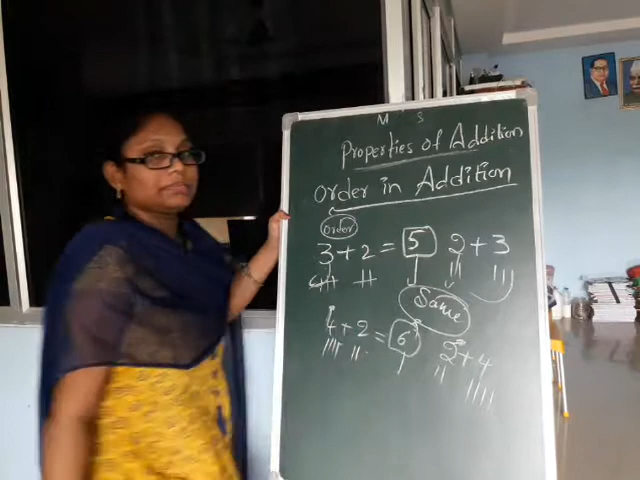 M S
Properties of Addition
Order in Addition
Order
3 + 2 = 5 2 + 3
Same
4 + 2 = 6 2 + 4